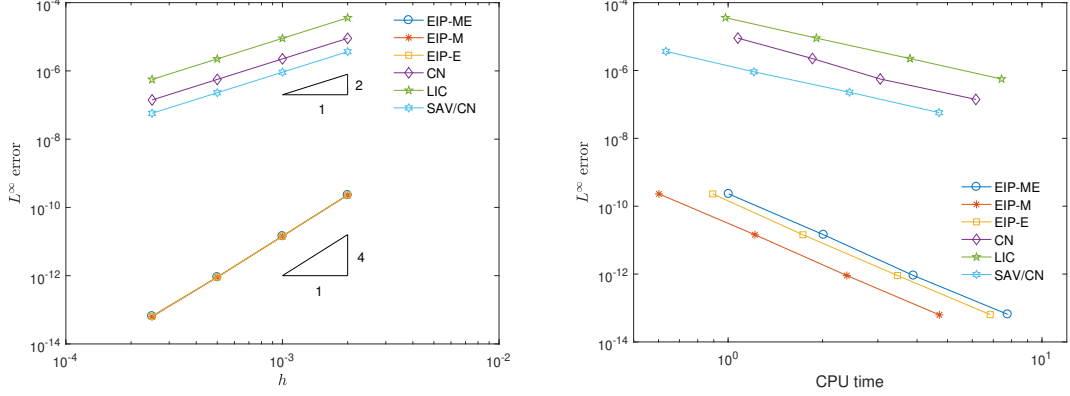 10^-4
10^-6
10^-8
10^-10
10^-12
10^-14
L^∞ error
EIP-ME
EIP-M
EIP-E
CN
LIC
SAV/CN
2
1
4
1
10^-4
10^-3
10^-2
h
10^-4
10^-6
10^-8
10^-10
10^-12
10^-14
L^∞ error
EIP-ME
EIP-M
EIP-E
CN
LIC
SAV/CN
10^0
10^1
CPU time